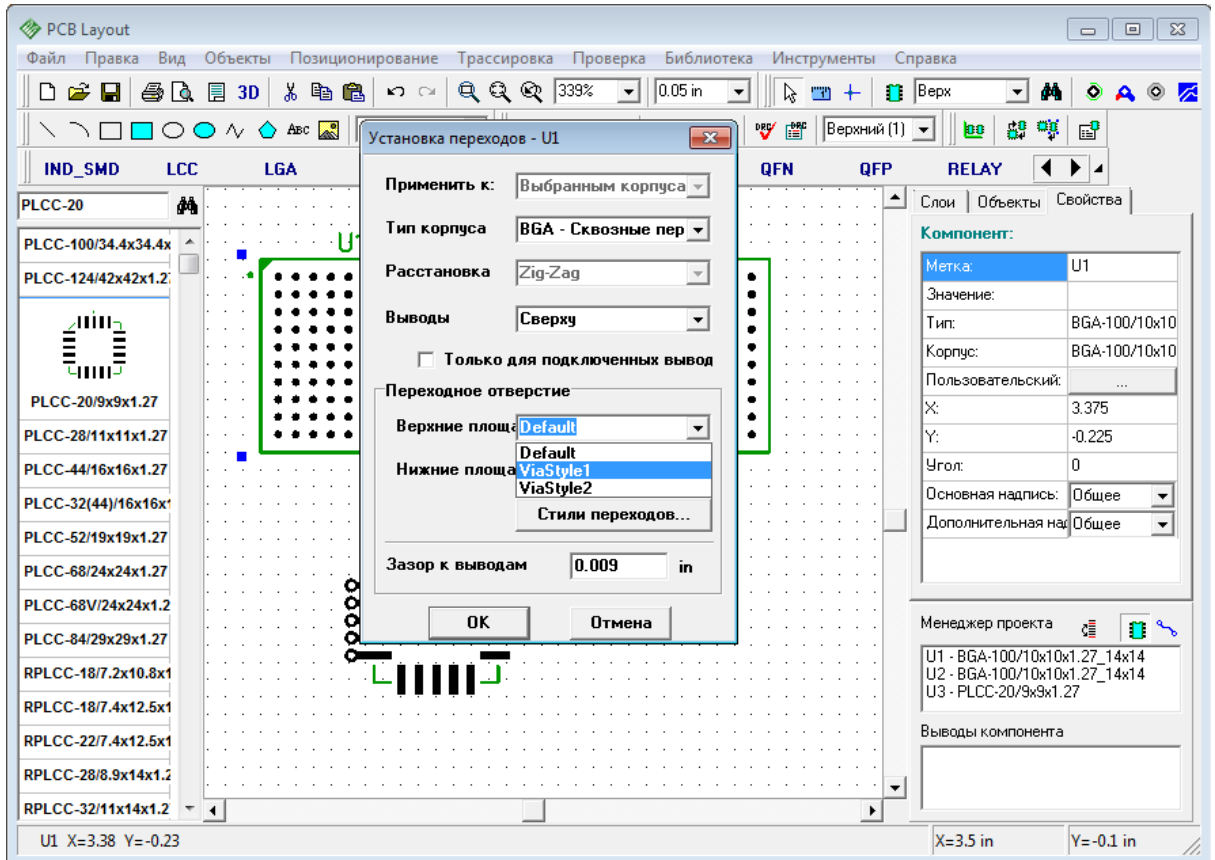 PCB Layout
Файл Правка Вид Объекты Позиционирование Трассировка Проверка Библиотека Инструменты Справка
3D 339% 0.05 in Верх
ABC DRC Верхний (1)
IND_SMD LCC LGA QFN QFP RELAY
PLCC-20
PLCC-100/34.4x34.4x
PLCC-124/42x42x1.2
PLCC-20/9x9x1.27
PLCC-28/11x11x1.27
PLCC-44/16x16x1.27
PLCC-32(44)/16x16x1
PLCC-52/19x19x1.27
PLCC-68/24x24x1.27
PLCC-68V/24x24x1.2
PLCC-84/29x29x1.27
RPLCC-18/7.2x10.8x1
RPLCC-18/7.4x12.5x1
RPLCC-22/7.4x12.5x1
RPLCC-28/8.9x14x1.2
RPLCC-32/11x14x1.2
Установка переходов - U1
Применить к: Выбранным корпуса
Тип корпуса BGA - Сквозные пер
Расстановка Zig-Zag
Выводы Сверху
Только для подключенных вывод
Переходное отверстие
Верхние площа Default
Default
Нижние площа ViaStyle1
ViaStyle2
Стили переходов...
Зазор к выводам 0.009 in
OK Отмена
Слои Объекты Свойства
Компонент:
Метка: U1
Значение:
Тип: BGA-100/10x10
Корпус: BGA-100/10x10
Пользовательский: ...
X: 3.375
Y: -0.225
Угол: 0
Основная надпись: Общее
Дополнительная над Общее
Менеджер проекта
U1 - BGA-100/10x10x1.27_14x14
U2 - BGA-100/10x10x1.27_14x14
U3 - PLCC-20/9x9x1.27
Выводы компонента
U1 X=3.38 Y=-0.23 X=3.5 in Y=-0.1 in